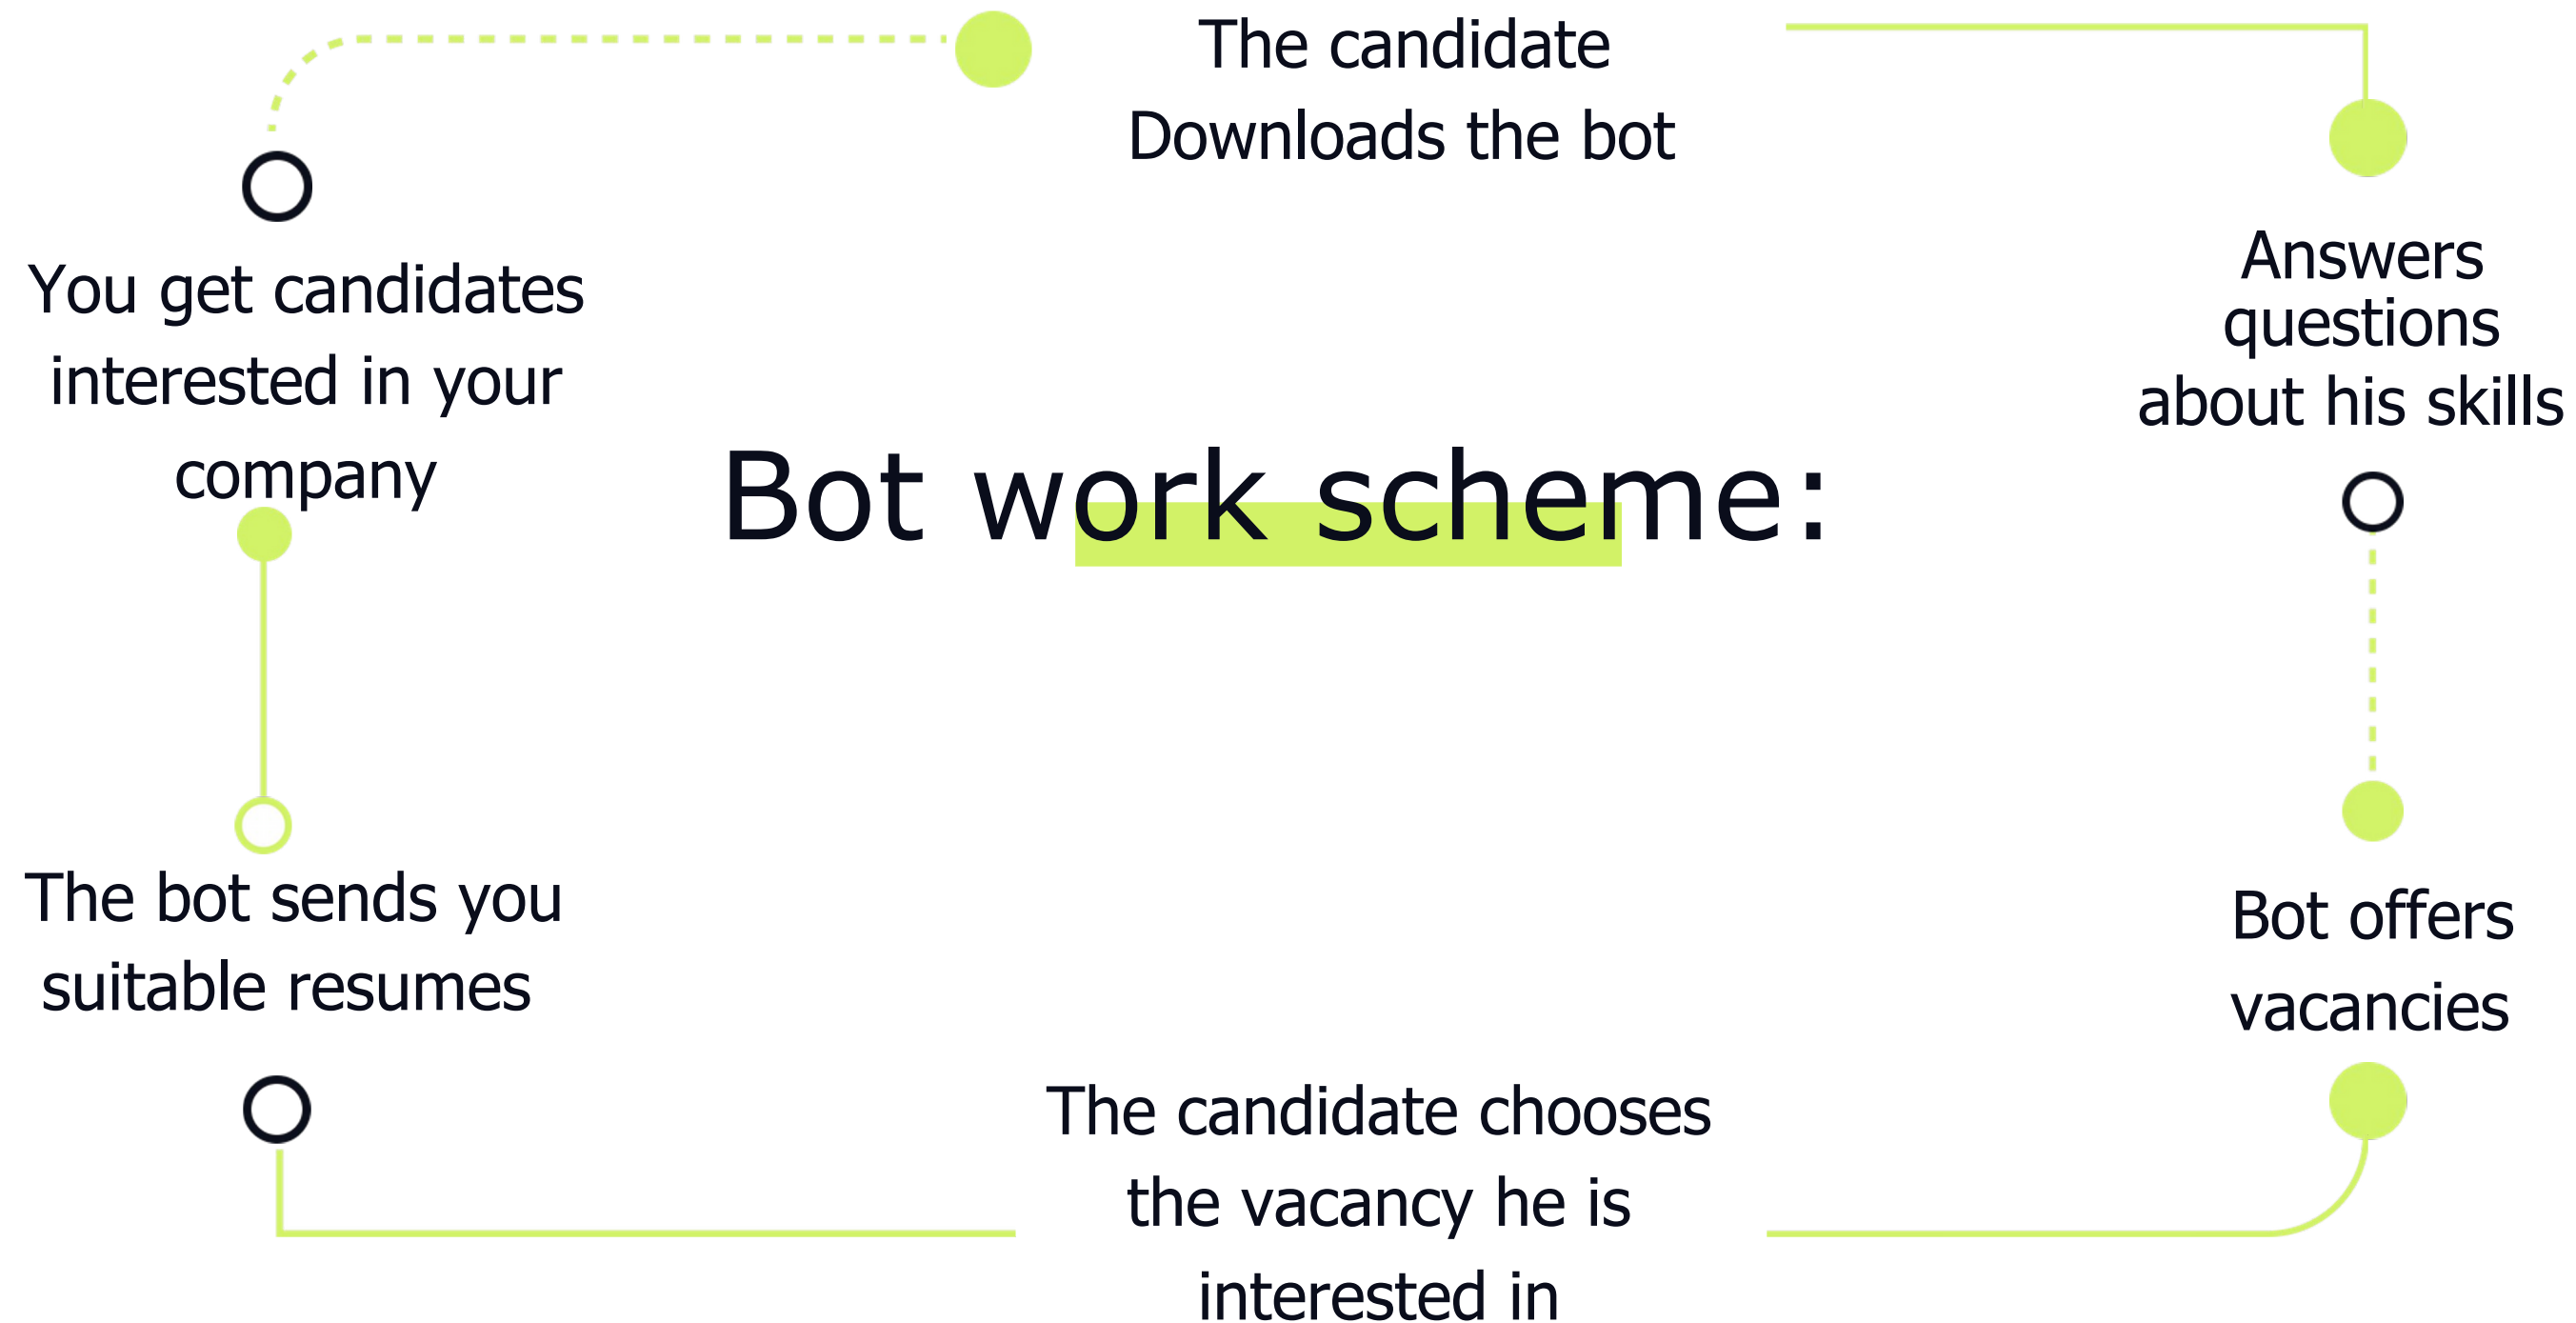 The candidate
Downloads the bot
Answers
questions
about his skills
You get candidates
interested in your
company
Bot work scheme:
The bot sends you
suitable resumes
Bot offers
vacancies
The candidate chooses
the vacancy he is
interested in